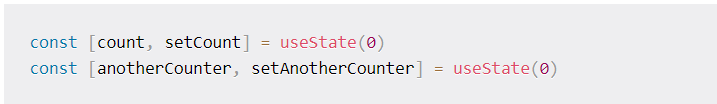 const [count, setCount] = useState(0)
const [anotherCounter, setAnotherCounter] = useState(0)